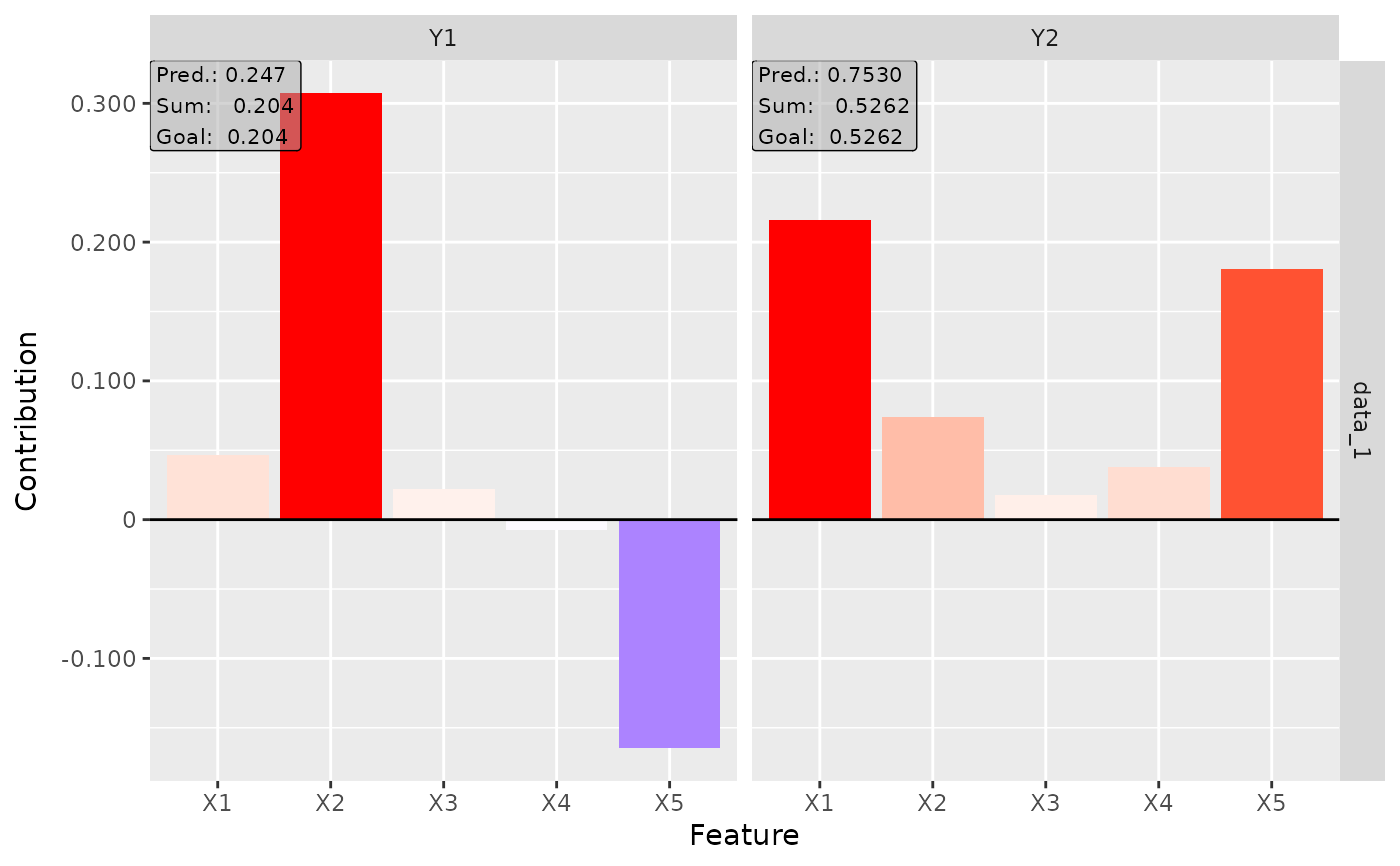 Y1
Y2
Pred.: 0.247
Sum: 0.204
Goal: 0.204
Pred.: 0.7530
Sum: 0.5262
Goal: 0.5262
0.300
0.200
0.100
0
-0.100
Contribution
data_1
X1 X2 X3 X4 X5
X1 X2 X3 X4 X5
Feature